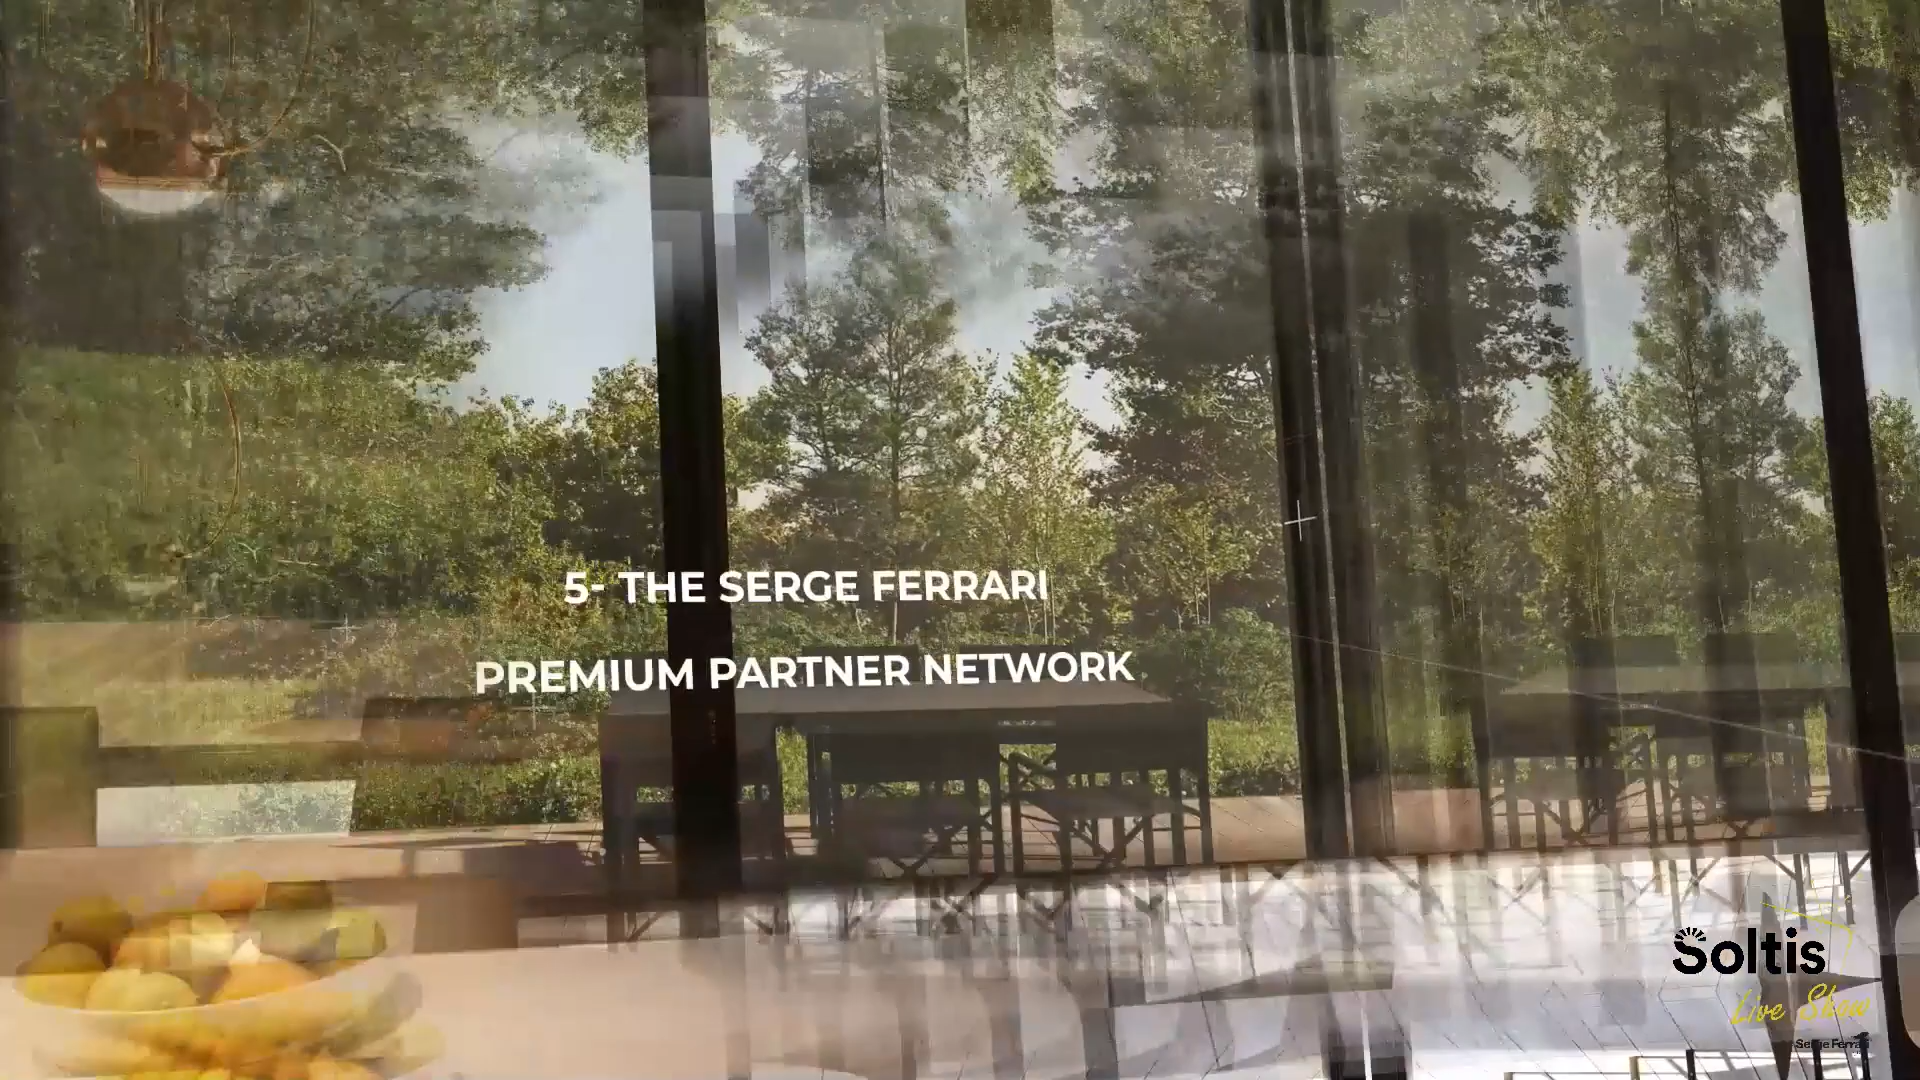 5- THE SERGE FERRARI
PREMIUM PARTNER NETWORK
Soltis
Live Show
Serge Ferrari